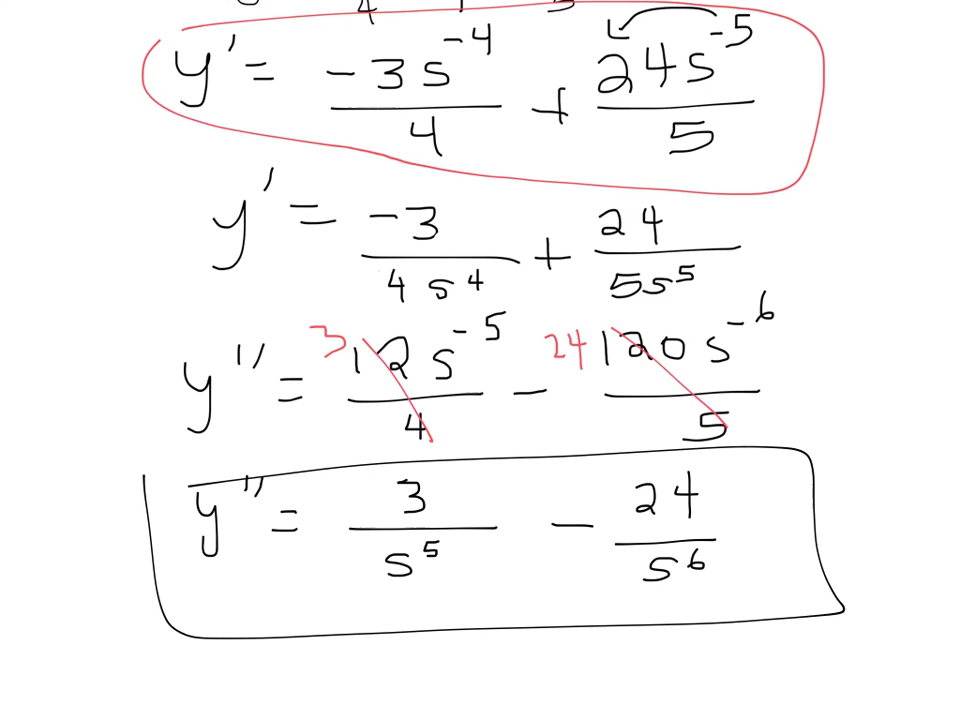 y' = -3s^-4 / 4 + 24s^-5 / 5
y' = -3 / 4s^4 + 24 / 5s^5
y'' = 3 12s^-5 / 4 - 24 120s^-6 / 5
y'' = 3 / s^5 - 24 / s^6